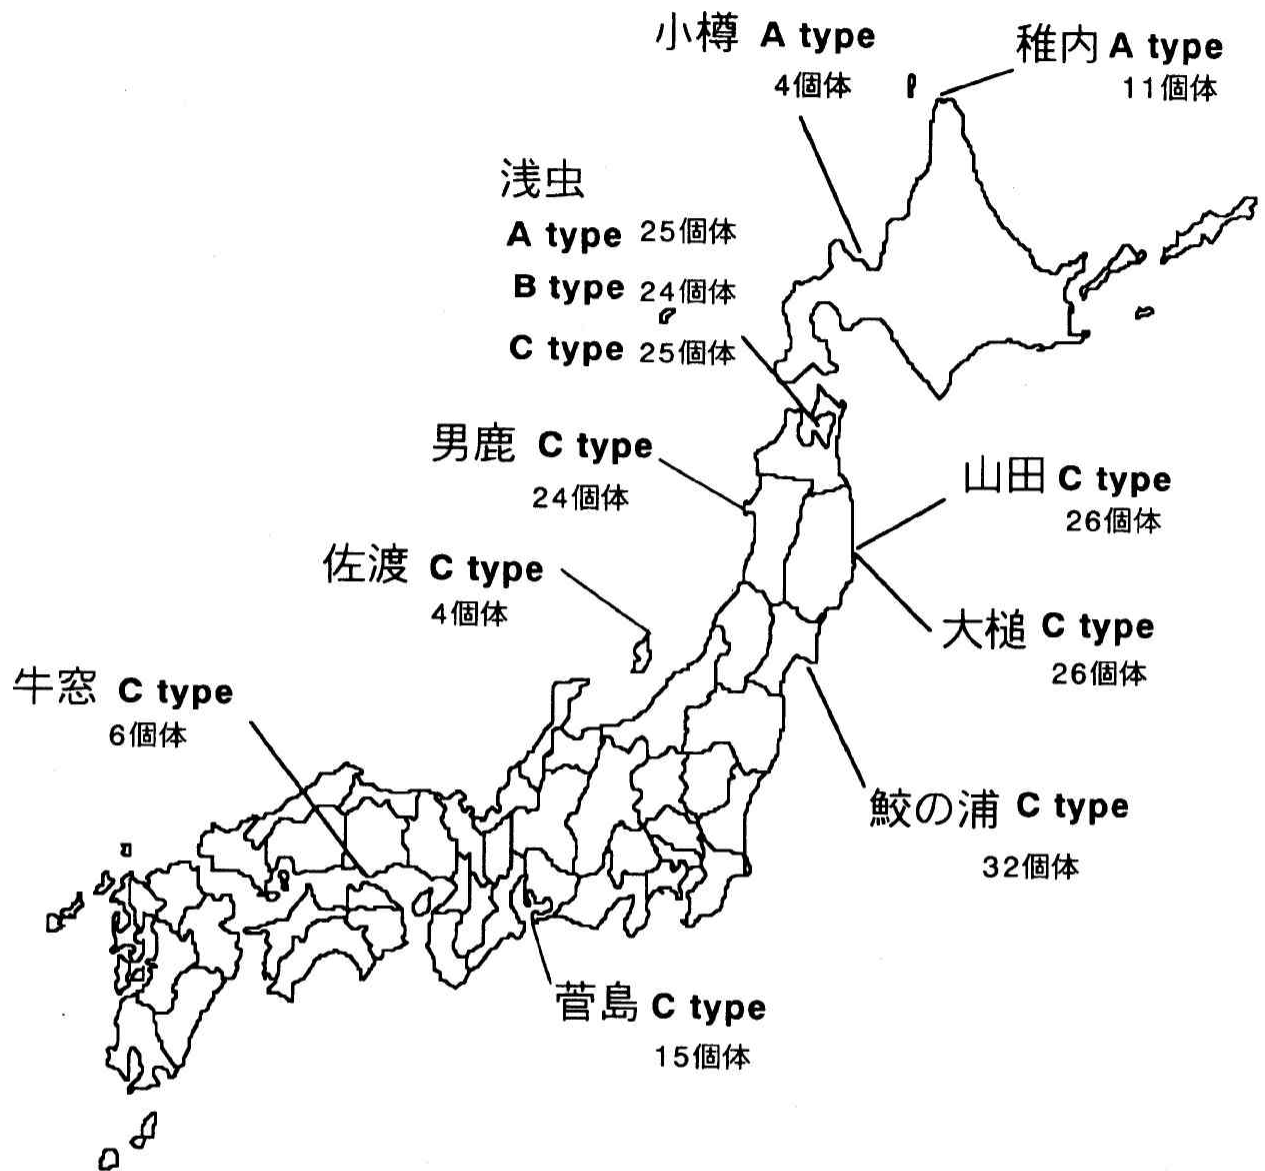 小樽 A type
4個体
稚内 A type
11個体
浅虫
A type 25個体
B type 24個体
C type 25個体
男鹿 C type
24個体
山田 C type
26個体
佐渡 C type
4個体
大槌 C type
26個体
牛窓 C type
6個体
鮫の浦 C type
32個体
菅島 C type
15個体